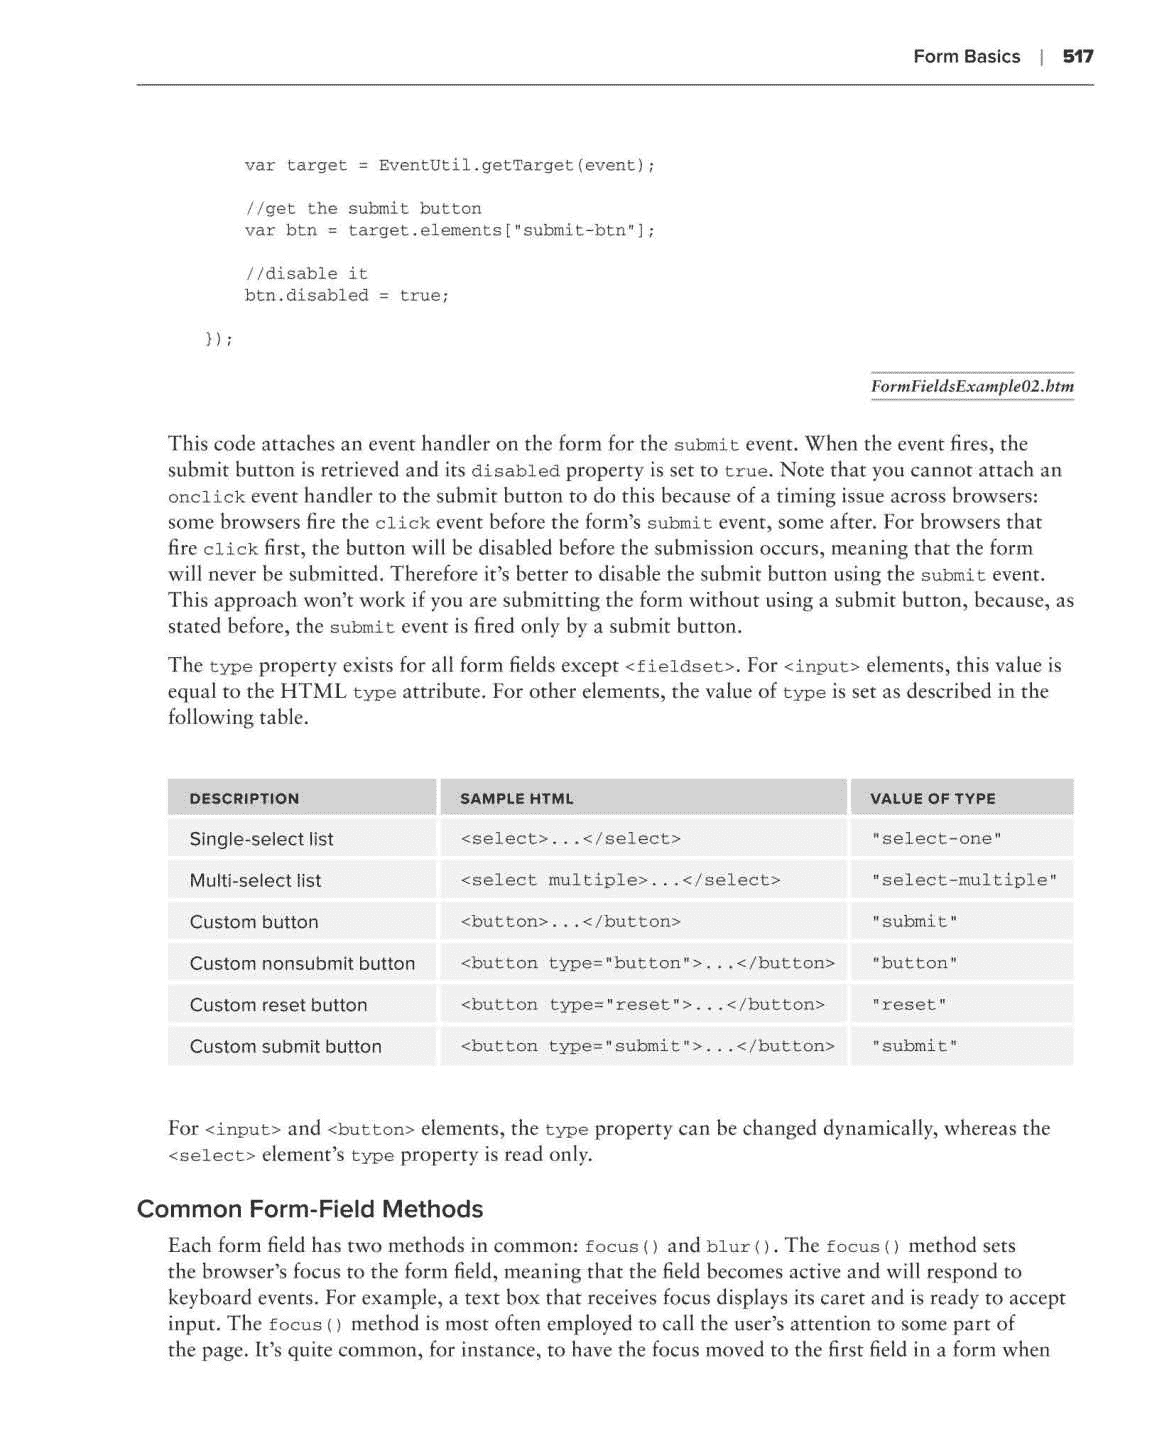 Form Basics | 517
var target = EventUtil.getTarget(event);
//get the submit button
var btn = target.elements["submit-btn"];
//disable it
btn.disabled = true;
});
FormFieldsExample02.htm
This code attaches an event handler on the form for the submit event. When the event fires, the
submit button is retrieved and its disabled property is set to true. Note that you cannot attach an
onclick event handler to the submit button to do this because of a timing issue across browsers:
some browsers fire the click event before the form's submit event, some after. For browsers that
fire click first, the button will be disabled before the submission occurs, meaning that the form
will never be submitted. Therefore it's better to disable the submit button using the submit event.
This approach won't work if you are submitting the form without using a submit button, because, as
stated before, the submit event is fired only by a submit button.
The type property exists for all form fields except <fieldset>. For <input> elements, this value is
equal to the HTML type attribute. For other elements, the value of type is set as described in the
following table.
DESCRIPTION SAMPLE HTML VALUE OF TYPE
Single-select list <select>...</select> "select-one"
Multi-select list <select multiple>...</select> "select-multiple"
Custom button <button>...</button> "submit"
Custom nonsubmit button <button type="button">...</button> "button"
Custom reset button <button type="reset">...</button> "reset"
Custom submit button <button type="submit">...</button> "submit"
For <input> and <button> elements, the type property can be changed dynamically, whereas the
<select> element's type property is read only.
Common Form-Field Methods
Each form field has two methods in common: focus() and blur(). The focus() method sets
the browser's focus to the form field, meaning that the field becomes active and will respond to
keyboard events. For example, a text box that receives focus displays its caret and is ready to accept
input. The focus() method is most often employed to call the user's attention to some part of
the page. It's quite common, for instance, to have the focus moved to the first field in a form when